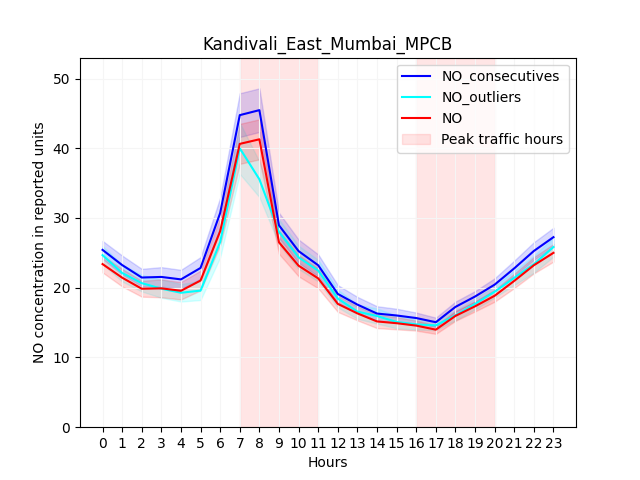 Kandivali_East_Mumbai_MPCB
NO concentration in reported units
50
40
30
20
10
0
NO_consecutives
NO_outliers
NO
Peak traffic hours
0 1 2 3 4 5 6 7 8 9 10 11 12 13 14 15 16 17 18 19 20 21 22 23
Hours